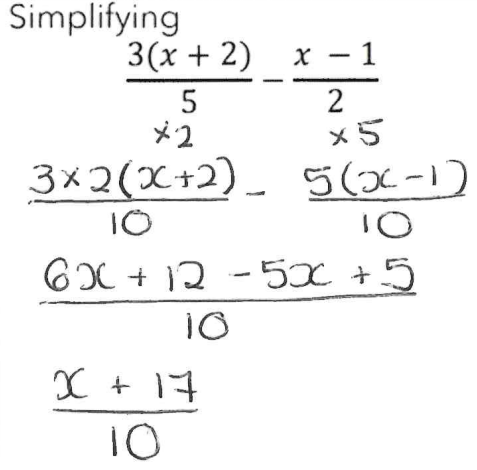 Simplifying
3(x + 2)/5 − x − 1/2
×2 ×5
3×2(x+2)/10 - 5(x-1)/10
6x + 12 - 5x + 5/10
x + 17/10